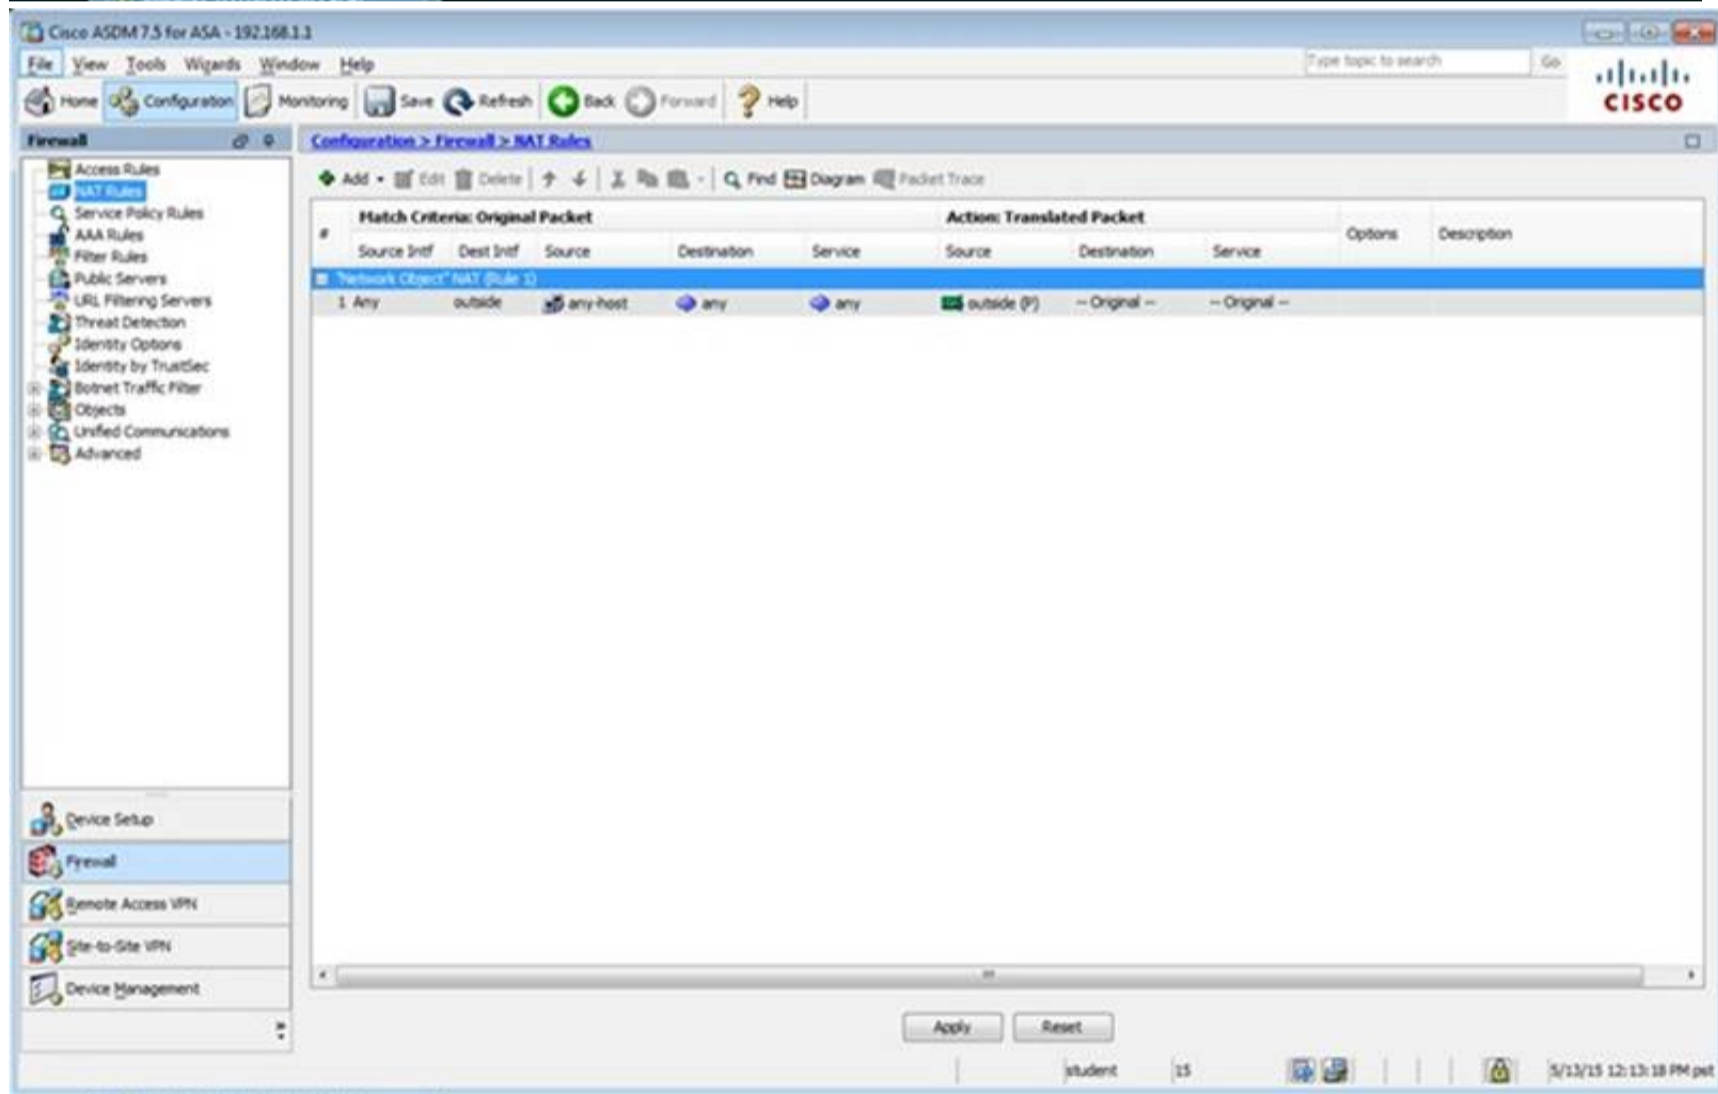 Cisco ASDM 7.5 for ASA - 192.168.1.1
File View Tools Wizards Window Help
Type topic to search Go
CISCO
Home Configuration Monitoring Save Refresh Back Forward Help
Firewall
Access Rules
NAT Rules
Service Policy Rules
AAA Rules
Filter Rules
Public Servers
URL Filtering Servers
Threat Detection
Identity Options
Identity by TrustSec
Botnet Traffic Filter
Objects
Unified Communications
Advanced
Device Setup
Firewall
Remote Access VPN
Site-to-Site VPN
Device Management
Configuration > Firewall > NAT Rules
Add Edit Delete Find Diagram Packet Trace
# Match Criteria: Original Packet Action: Translated Packet Options Description
Source Intf Dest Intf Source Destination Service Source Destination Service
"Network Object" NAT (Rule 1)
1 Any outside any-host any any outside (P) -- Original -- -- Original --
Apply Reset
student 15 5/13/15 12:13:18 PM pst